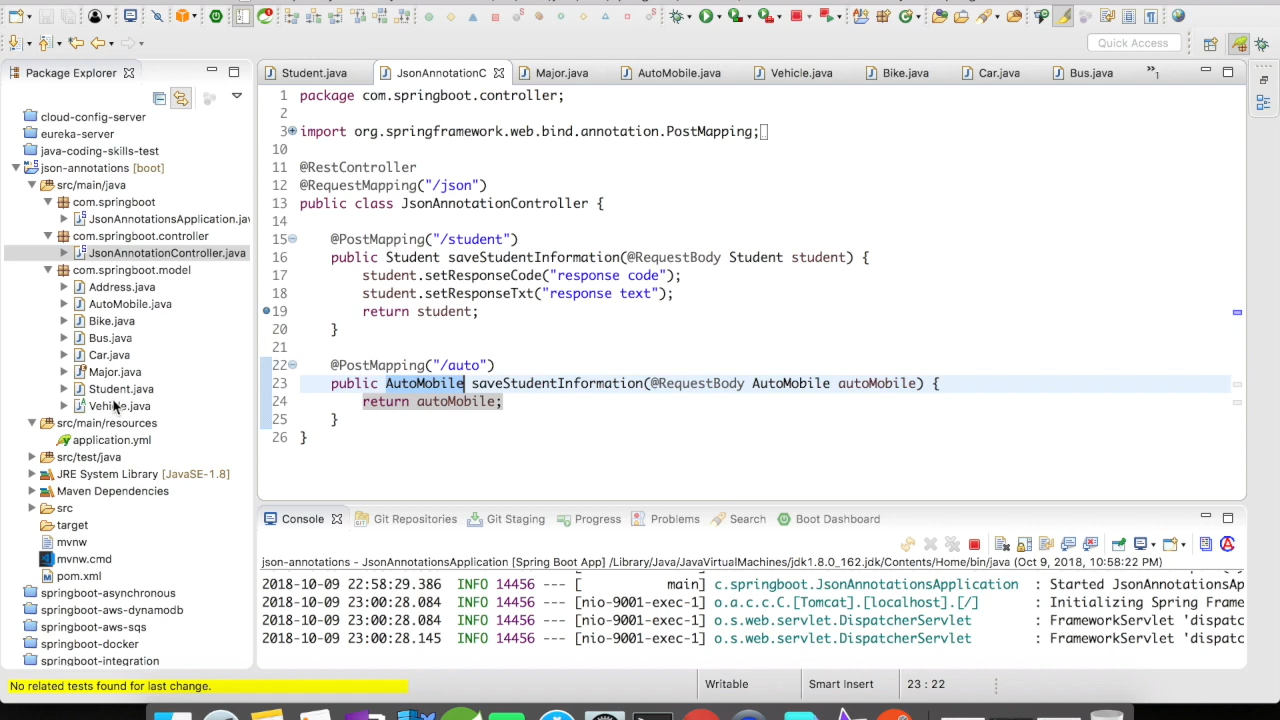 Quick Access
Package Explorer
Student.java
JsonAnnotationC
Major.java
AutoMobile.java
Vehicle.java
Bike.java
Car.java
Bus.java
»1
cloud-config-server
eureka-server
java-coding-skills-test
json-annotations [boot]
src/main/java
com.springboot
JsonAnnotationsApplication.jav
com.springboot.controller
JsonAnnotationController.java
com.springboot.model
Address.java
AutoMobile.java
Bike.java
Bus.java
Car.java
Major.java
Student.java
Vehicle.java
src/main/resources
application.yml
src/test/java
JRE System Library [JavaSE-1.8]
Maven Dependencies
src
target
mvnw
mvnw.cmd
pom.xml
springboot-asynchronous
springboot-aws-dynamodb
springboot-aws-sqs
springboot-docker
springboot-integration
1 package com.springboot.controller;
2
3 import org.springframework.web.bind.annotation.PostMapping;
10
11 @RestController
12 @RequestMapping("/json")
13 public class JsonAnnotationController {
14
15 @PostMapping("/student")
16 public Student saveStudentInformation(@RequestBody Student student) {
17 student.setResponseCode("response code");
18 student.setResponseTxt("response text");
19 return student;
20 }
21
22 @PostMapping("/auto")
23 public AutoMobile saveStudentInformation(@RequestBody AutoMobile autoMobile) {
24 return autoMobile;
25 }
26 }
Console
Git Repositories
Git Staging
Progress
Problems
Search
Boot Dashboard
json-annotations - JsonAnnotationsApplication [Spring Boot App] /Library/Java/JavaVirtualMachines/jdk1.8.0_162.jdk/Contents/Home/bin/java (Oct 9, 2018, 10:58:22 PM)
2018-10-09 22:58:29.386 INFO 14456 --- [ main] c.springboot.JsonAnnotationsApplication : Started JsonAnnotationsAp
2018-10-09 23:00:28.084 INFO 14456 --- [nio-9001-exec-1] o.a.c.c.C.[Tomcat].[localhost].[/] : Initializing Spring Frame
2018-10-09 23:00:28.084 INFO 14456 --- [nio-9001-exec-1] o.s.web.servlet.DispatcherServlet : FrameworkServlet 'dispatc
2018-10-09 23:00:28.145 INFO 14456 --- [nio-9001-exec-1] o.s.web.servlet.DispatcherServlet : FrameworkServlet 'dispatc
No related tests found for last change.
Writable
Smart Insert
23 : 22